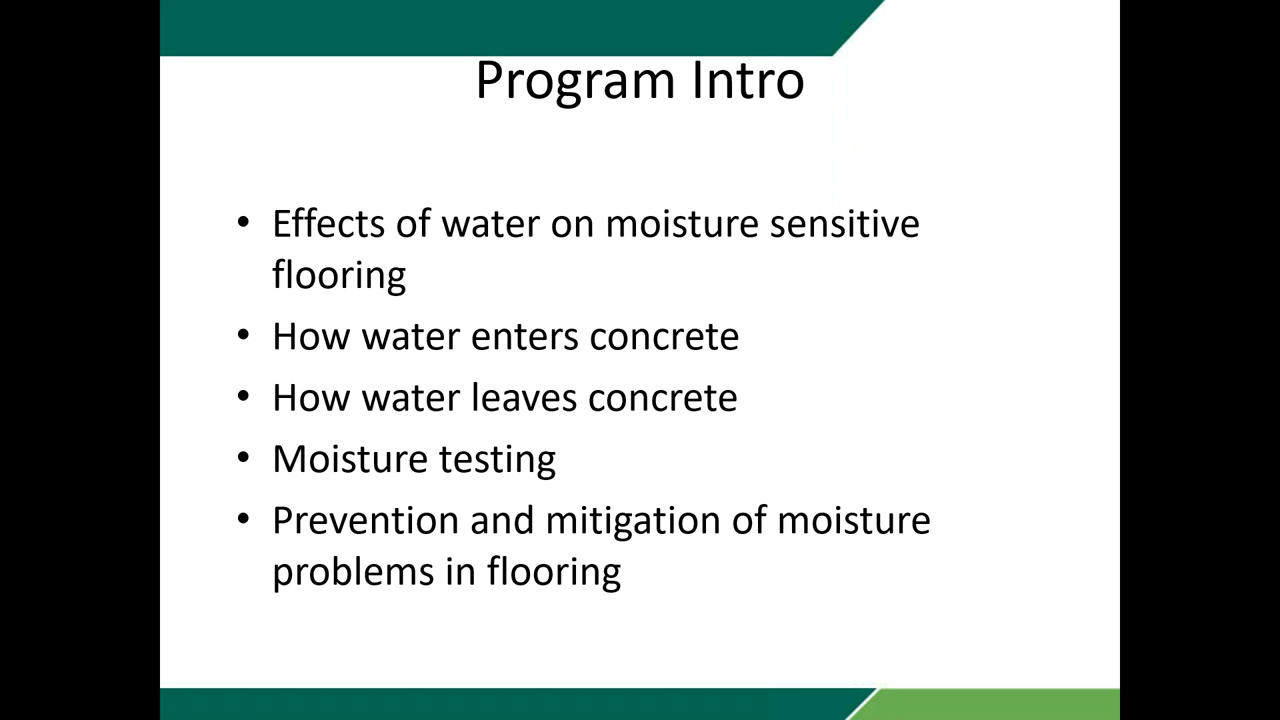 Program Intro
• Effects of water on moisture sensitive
flooring
• How water enters concrete
• How water leaves concrete
• Moisture testing
• Prevention and mitigation of moisture
problems in flooring